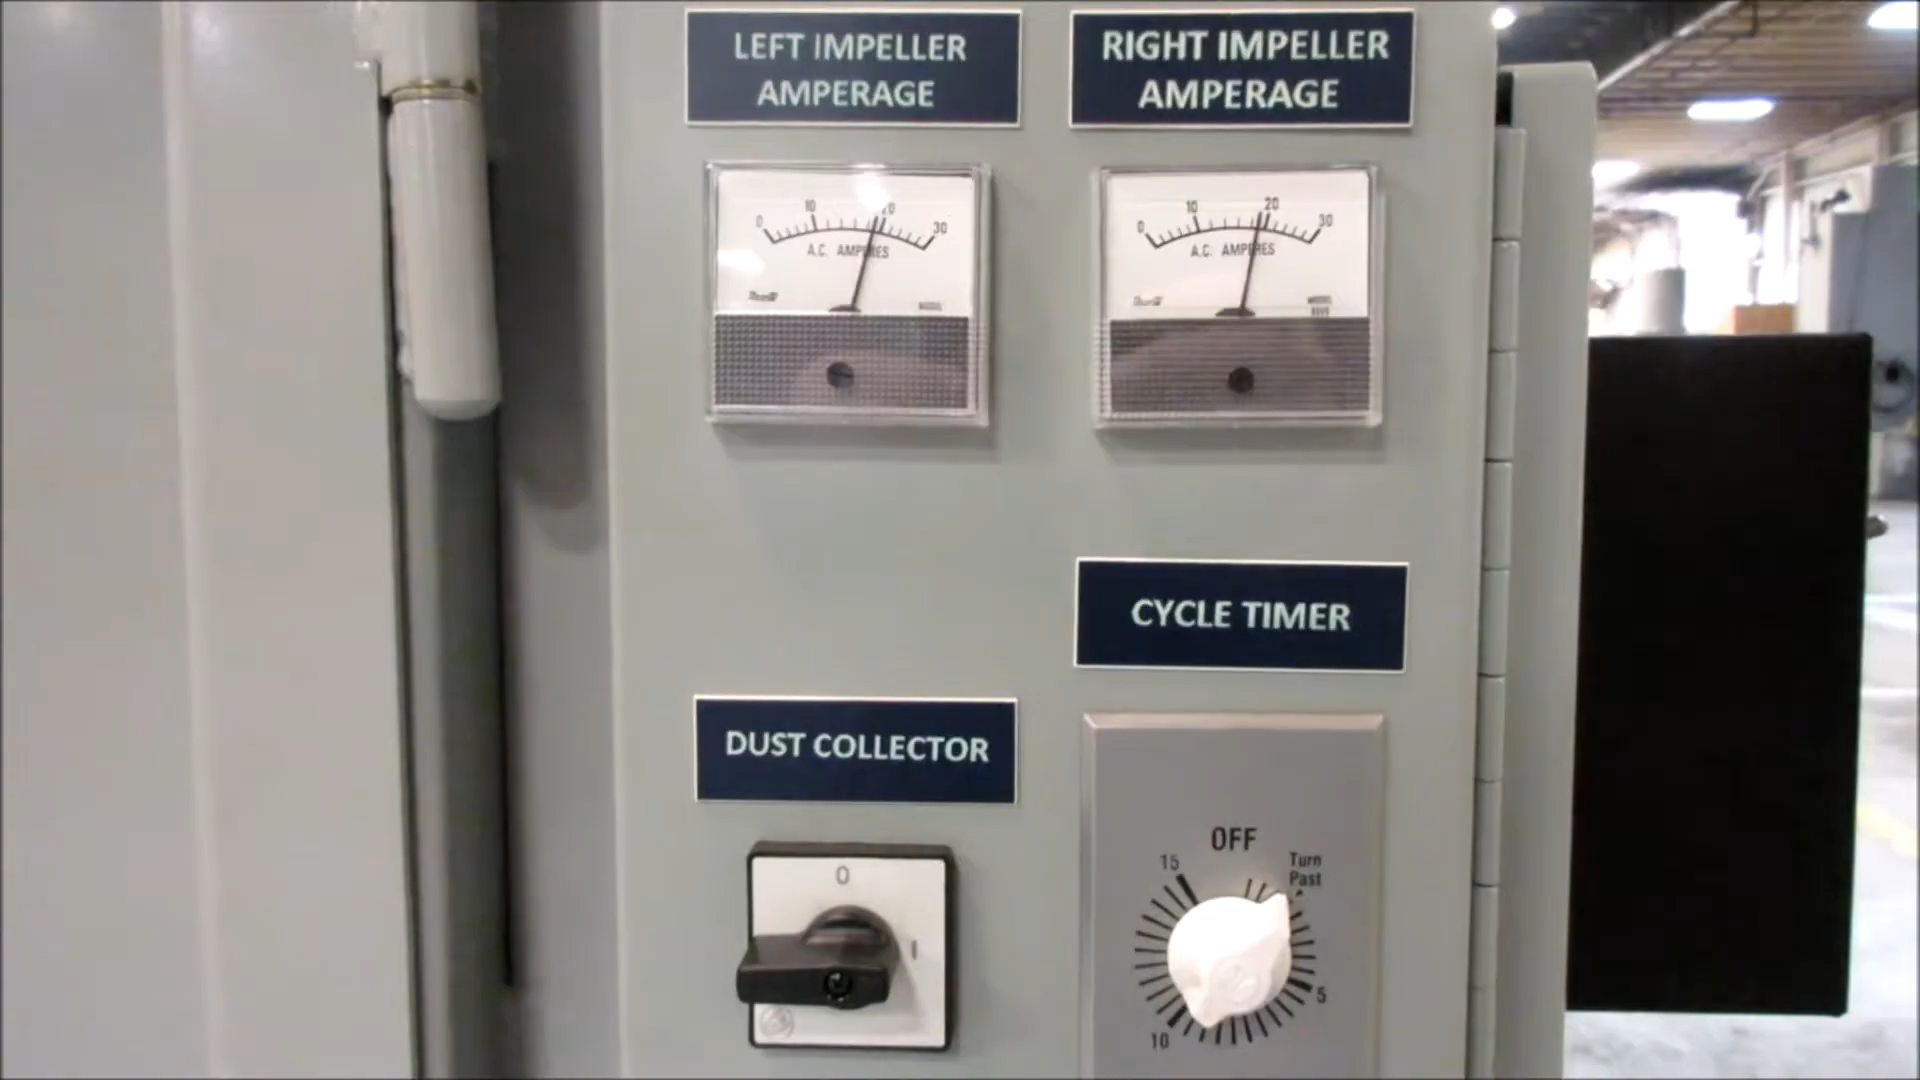 LEFT IMPELLER
AMPERAGE
RIGHT IMPELLER
AMPERAGE
0 10 20 30
A.C. AMPERES
0 10 20 30
A.C. AMPERES
MODEL
CYCLE TIMER
DUST COLLECTOR
0
I
OFF
15
Turn
Past
5
10